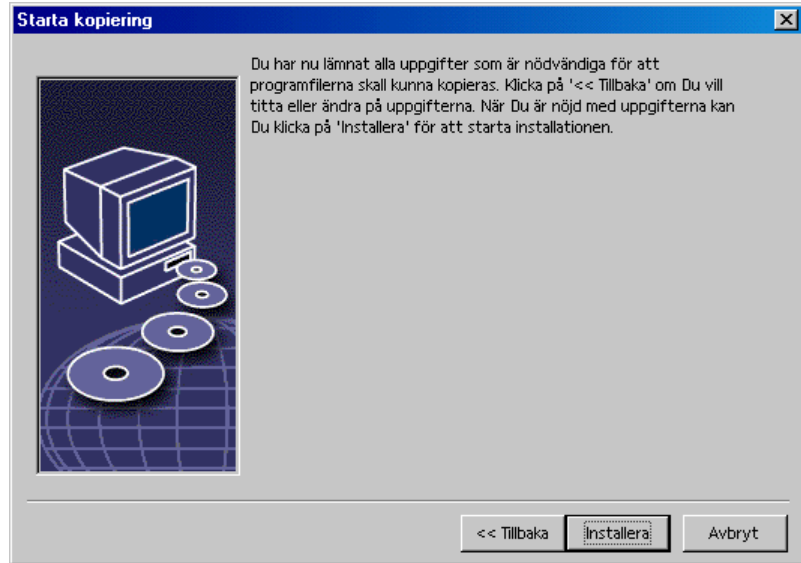 Starta kopiering
Du har nu lämnat alla uppgifter som är nödvändiga för att
programfilerna skall kunna kopieras. Klicka på '<< Tillbaka' om Du vill
titta eller ändra på uppgifterna. När Du är nöjd med uppgifterna kan
Du klicka på 'Installera' för att starta installationen.
<< Tillbaka
Installera
Avbryt